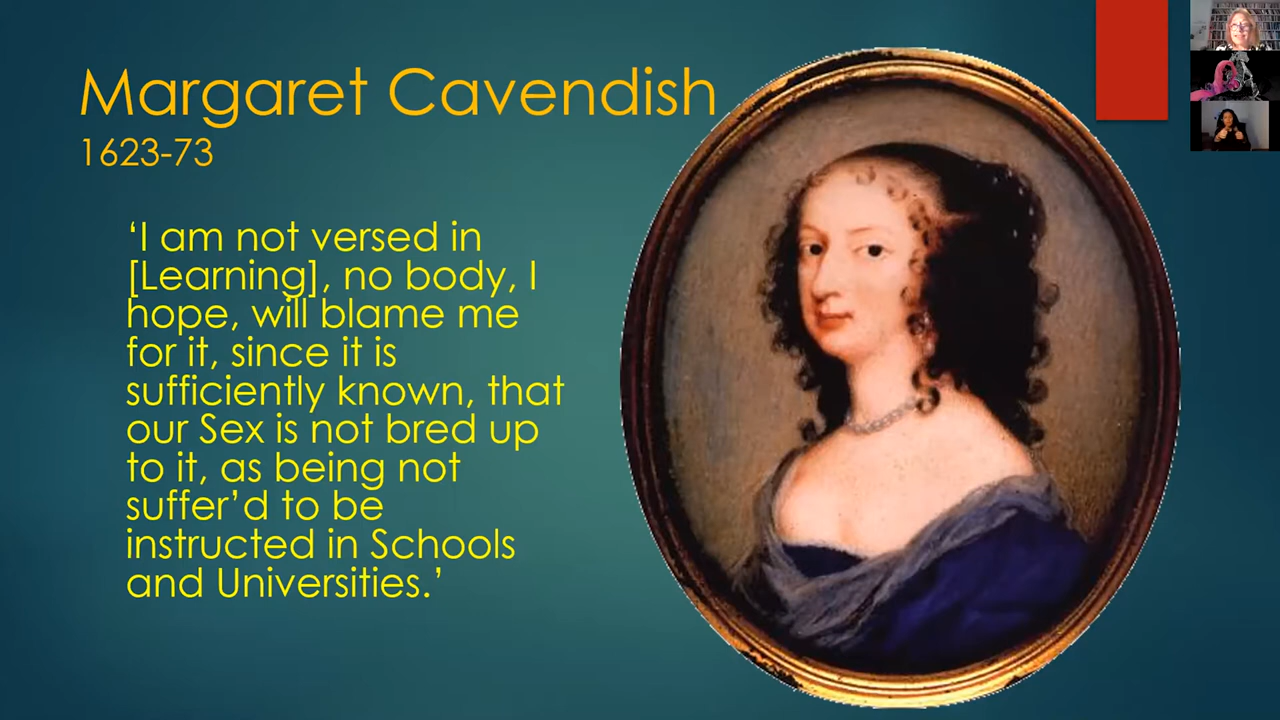 Margaret Cavendish
1623-73
‘I am not versed in
[Learning], no body, I
hope, will blame me
for it, since it is
sufficiently known, that
our Sex is not bred up
to it, as being not
suffer’d to be
instructed in Schools
and Universities.’